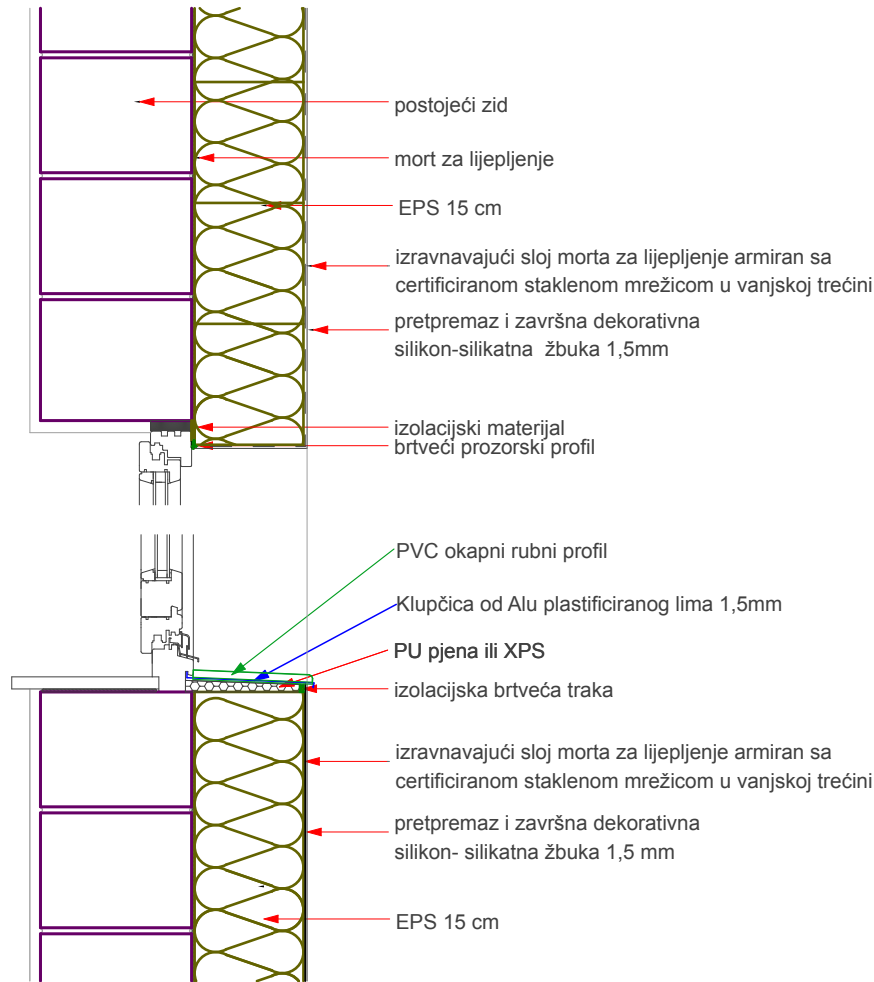 postojeći zid
mort za lijepljenje
EPS 15 cm
izravnavajući sloj morta za lijepljenje armiran sa
certificiranom staklenom mrežicom u vanjskoj trećini
pretpremaz i završna dekorativna
silikon-silikatna žbuka 1,5mm
izolacijski materijal
brtveći prozorski profil
PVC okapni rubni profil
Klupčica od Alu plastificiranog lima 1,5mm
PU pjena ili XPS
izolacijska brtveća traka
izravnavajući sloj morta za lijepljenje armiran sa
certificiranom staklenom mrežicom u vanjskoj trećini
pretpremaz i završna dekorativna
silikon- silikatna žbuka 1,5 mm
EPS 15 cm